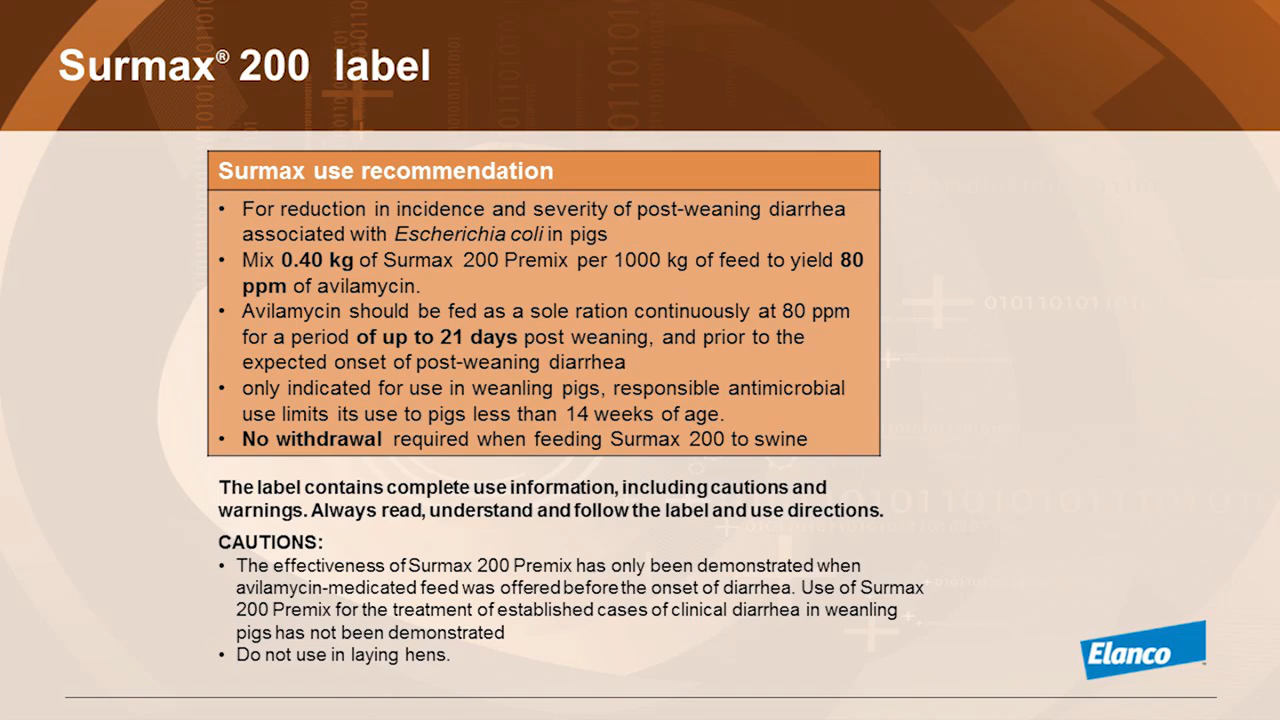 Surmax® 200 label
Surmax use recommendation
• For reduction in incidence and severity of post-weaning diarrhea
associated with Escherichia coli in pigs
• Mix 0.40 kg of Surmax 200 Premix per 1000 kg of feed to yield 80
ppm of avilamycin.
• Avilamycin should be fed as a sole ration continuously at 80 ppm
for a period of up to 21 days post weaning, and prior to the
expected onset of post-weaning diarrhea
• only indicated for use in weanling pigs, responsible antimicrobial
use limits its use to pigs less than 14 weeks of age.
• No withdrawal required when feeding Surmax 200 to swine
The label contains complete use information, including cautions and
warnings. Always read, understand and follow the label and use directions.
CAUTIONS:
• The effectiveness of Surmax 200 Premix has only been demonstrated when
avilamycin-medicated feed was offered before the onset of diarrhea. Use of Surmax
200 Premix for the treatment of established cases of clinical diarrhea in weanling
pigs has not been demonstrated
• Do not use in laying hens.
Elanco